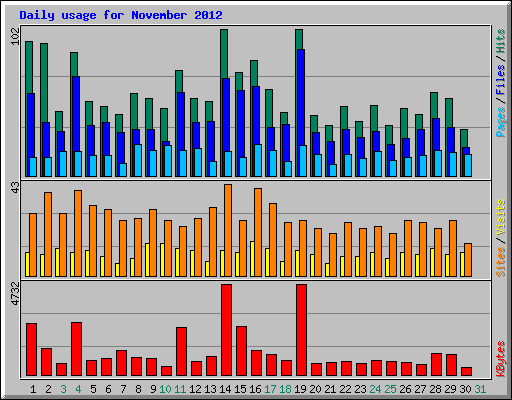 Daily usage for November 2012
102
Pages / Files / Hits
43
Sites / Visits
4732
KBytes
1 2 3 4 5 6 7 8 9 10 11 12 13 14 15 16 17 18 19 20 21 22 23 24 25 26 27 28 29 30 31